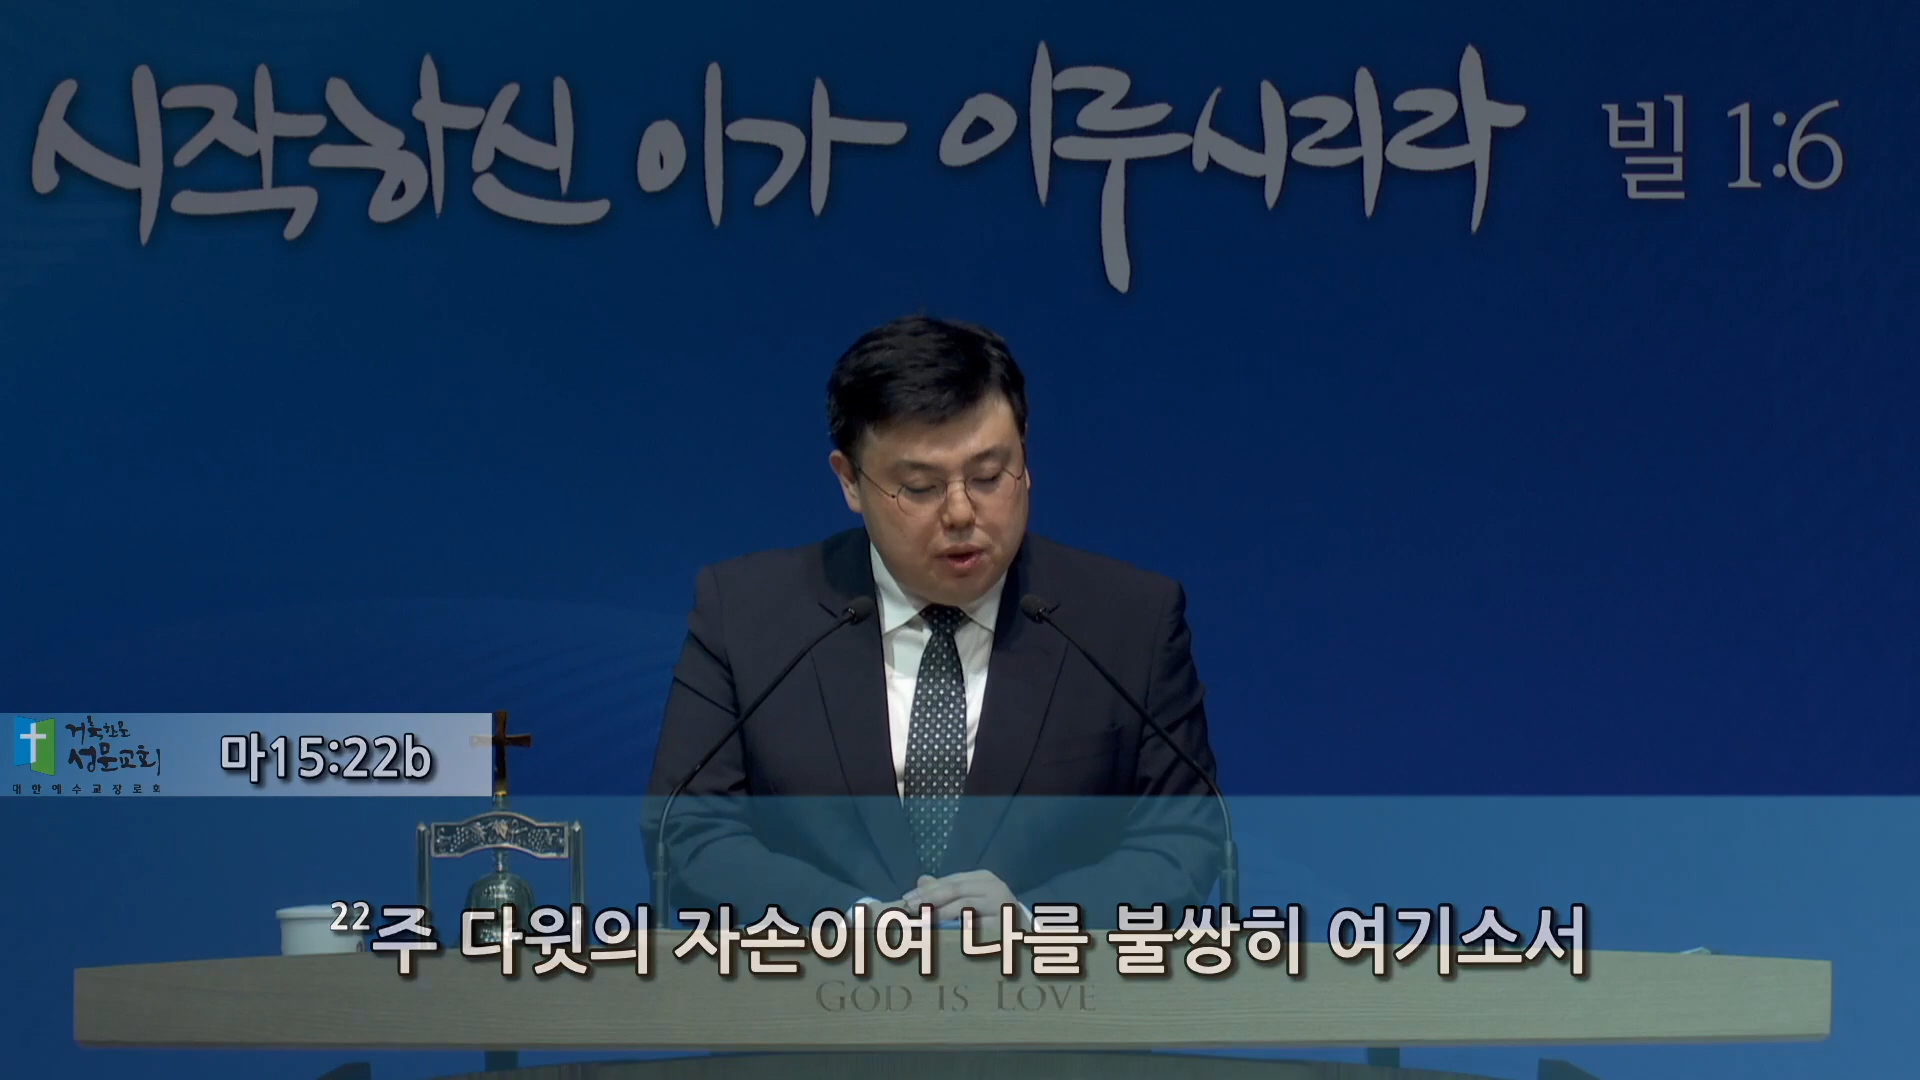 시작하신 이가 이루시리라 빌 1:6
거룩한문
성문교회
대한예수교장로회
마15:22b
22주 다윗의 자손이여 나를 불쌍히 여기소서
GOD IS LOVE